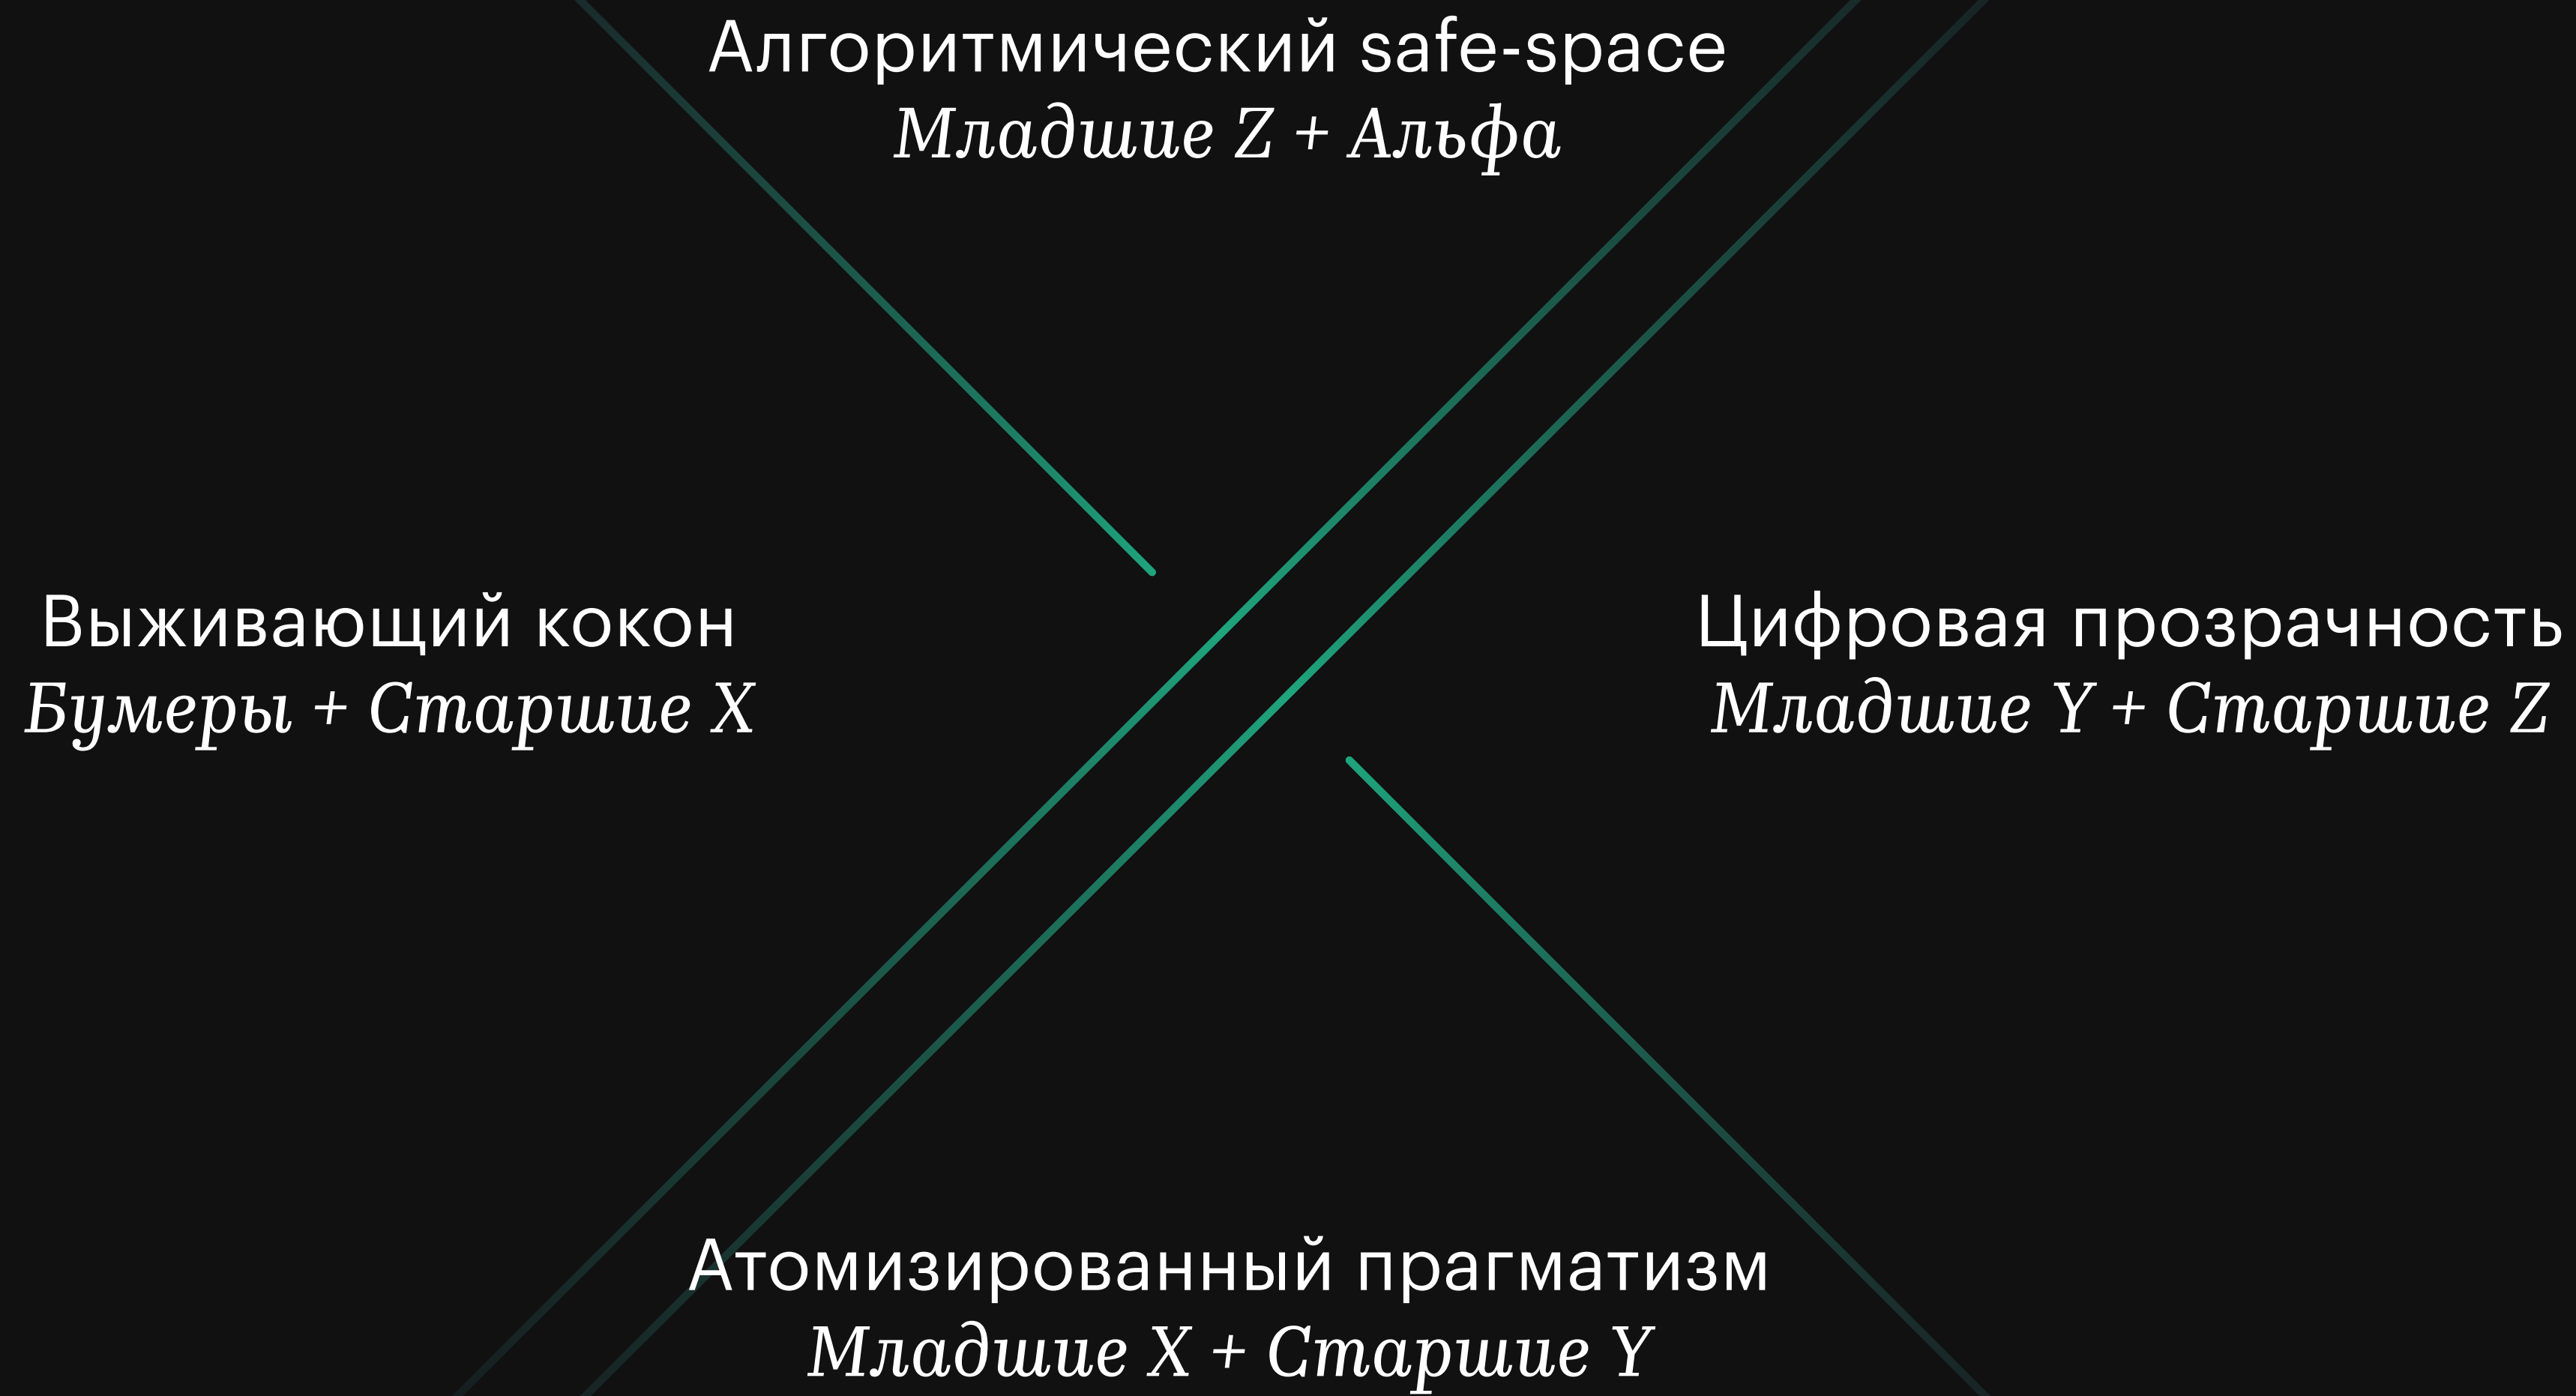 Алгоритмический safe-space
Младшие Z + Альфа
Выживающий кокон
Бумеры + Старшие X
Цифровая прозрачность
Младшие Y + Старшие Z
Атомизированный прагматизм
Младшие X + Старшие Y